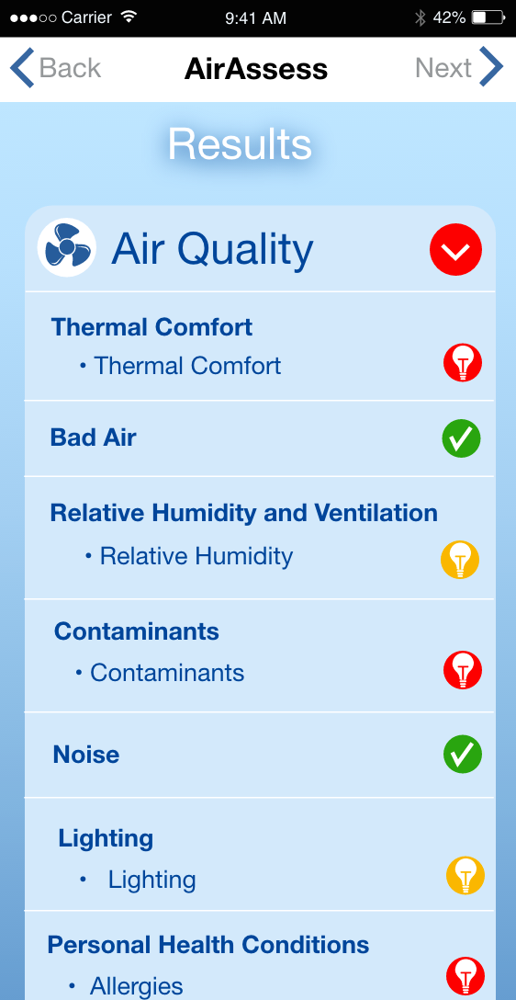 ●●●○○ Carrier 9:41 AM 42%
Back AirAssess Next
Results
Air Quality
Thermal Comfort
• Thermal Comfort
Bad Air
Relative Humidity and Ventilation
• Relative Humidity
Contaminants
• Contaminants
Noise
Lighting
• Lighting
Personal Health Conditions
• Allergies